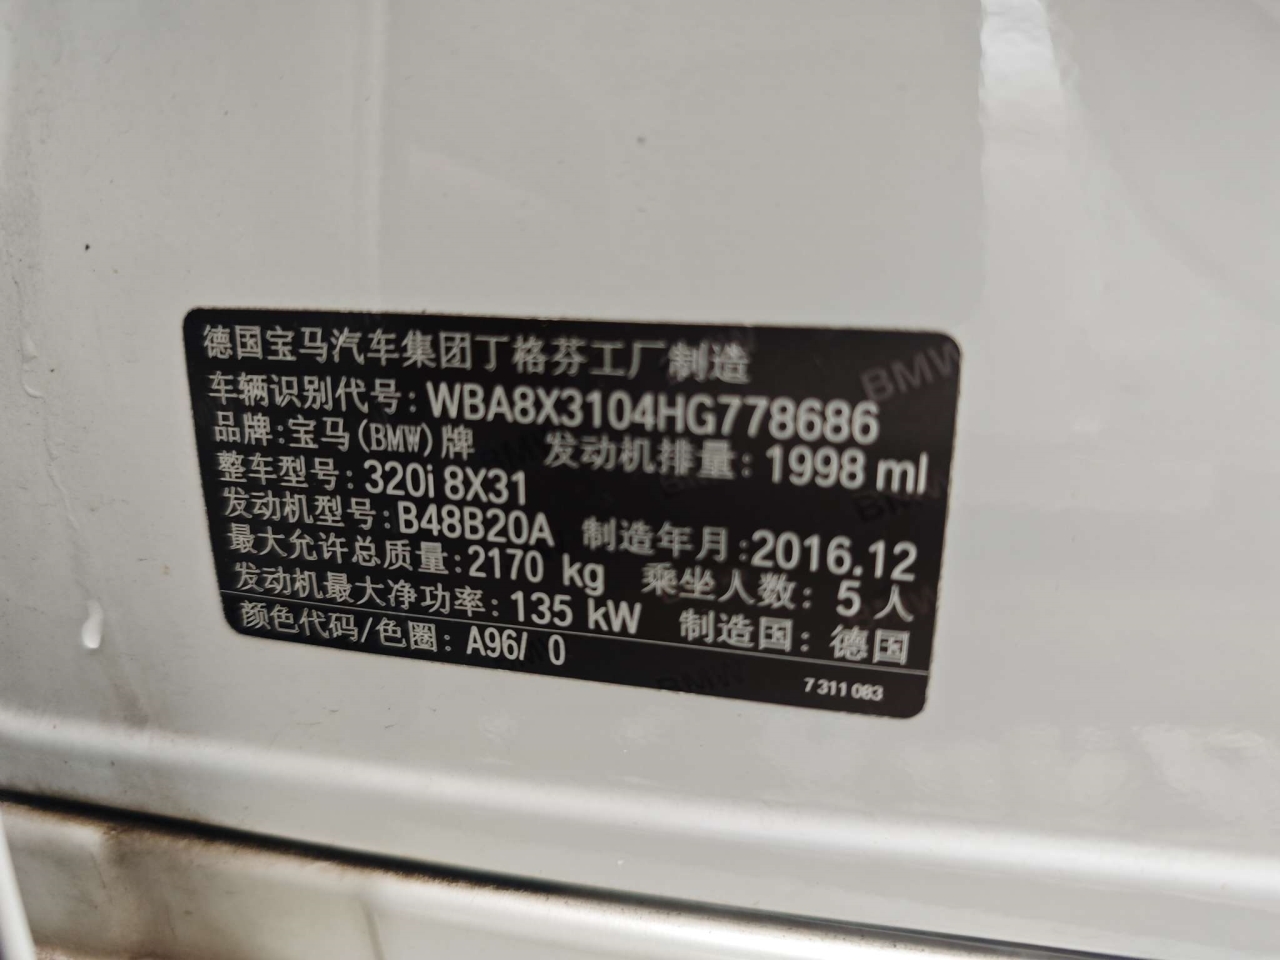 德国宝马汽车集团丁格芬工厂制造
车辆识别代号: WBA8X3104HG778686
品牌:宝马(BMW)牌 发动机排量: 1998 ml
整车型号: 320i 8X31
发动机型号: B48B20A 制造年月:2016.12
最大允许总质量:2170 kg 乘坐人数: 5 人
发动机最大净功率: 135 kW 制造国: 德国
颜色代码/色圈: A96/ 0
7 311 083